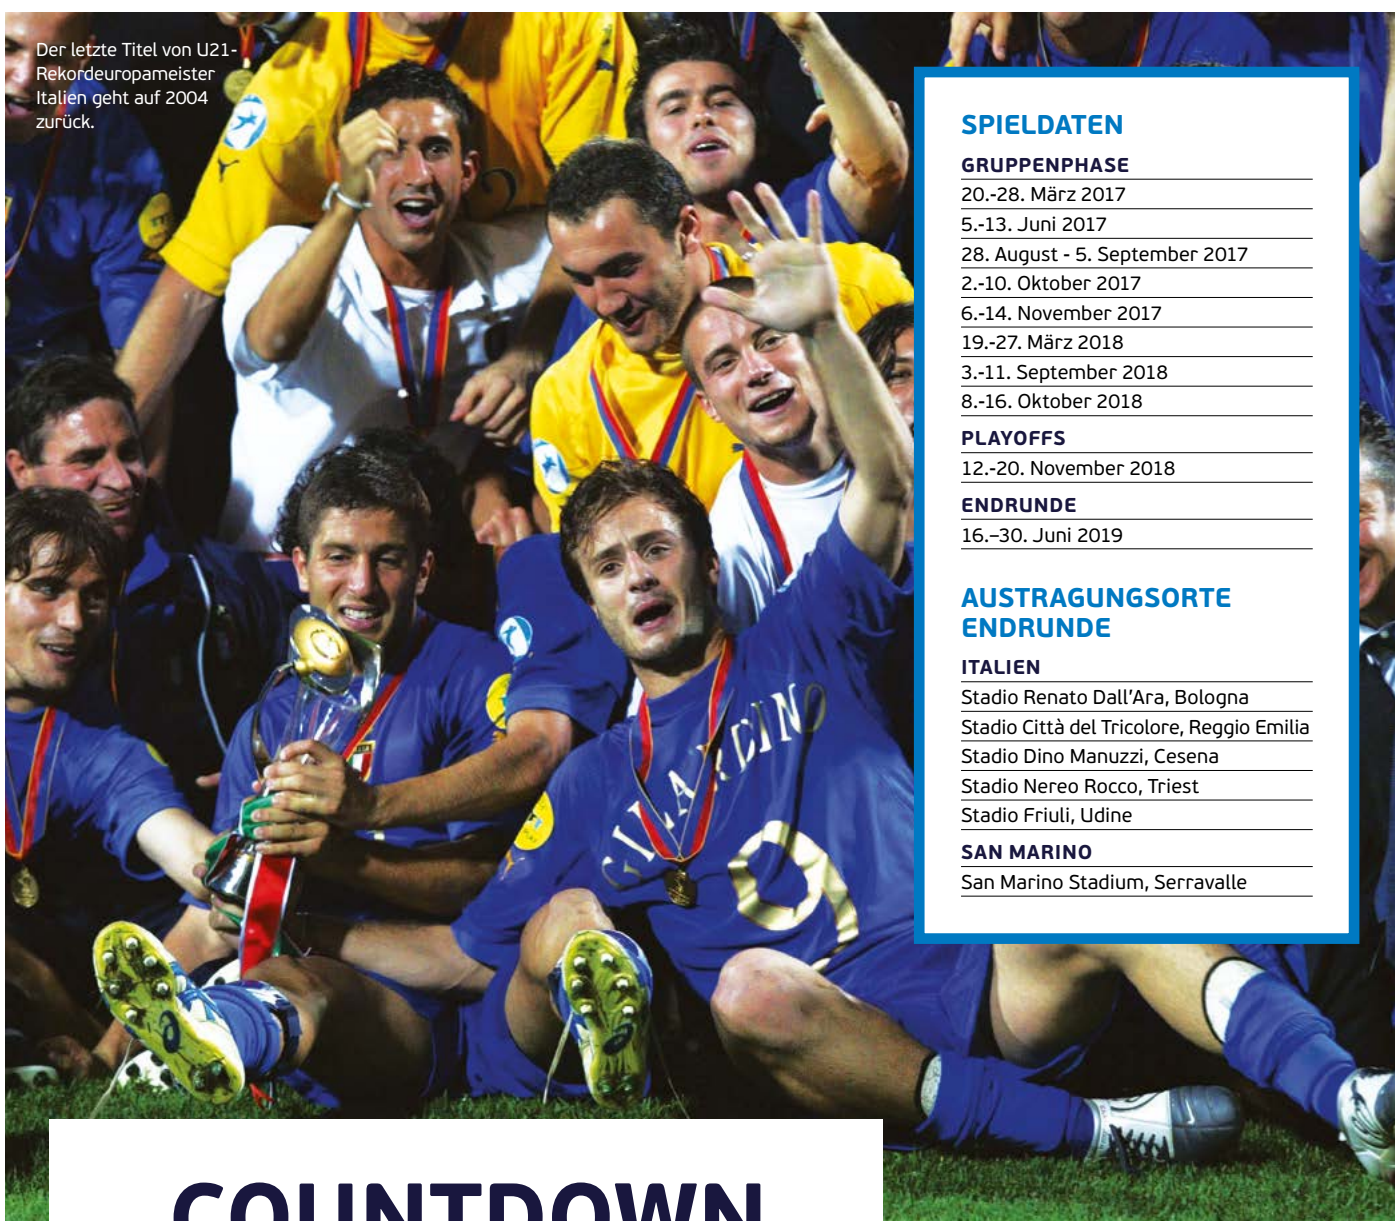 Der letzte Titel von U21-
Rekordeuropameister
Italien geht auf 2004
zurück.
SPIELDATEN
GRUPPENPHASE
20.-28. März 2017
5.-13. Juni 2017
28. August - 5. September 2017
2.-10. Oktober 2017
6.-14. November 2017
19.-27. März 2018
3.-11. September 2018
8.-16. Oktober 2018
PLAYOFFS
12.-20. November 2018
ENDRUNDE
16.–30. Juni 2019
AUSTRAGUNGSORTE
ENDRUNDE
ITALIEN
Stadio Renato Dall'Ara, Bologna
Stadio Città del Tricolore, Reggio Emilia
Stadio Dino Manuzzi, Cesena
Stadio Nereo Rocco, Triest
Stadio Friuli, Udine
SAN MARINO
San Marino Stadium, Serravalle
GILARDINO
9
COUNTDOWN